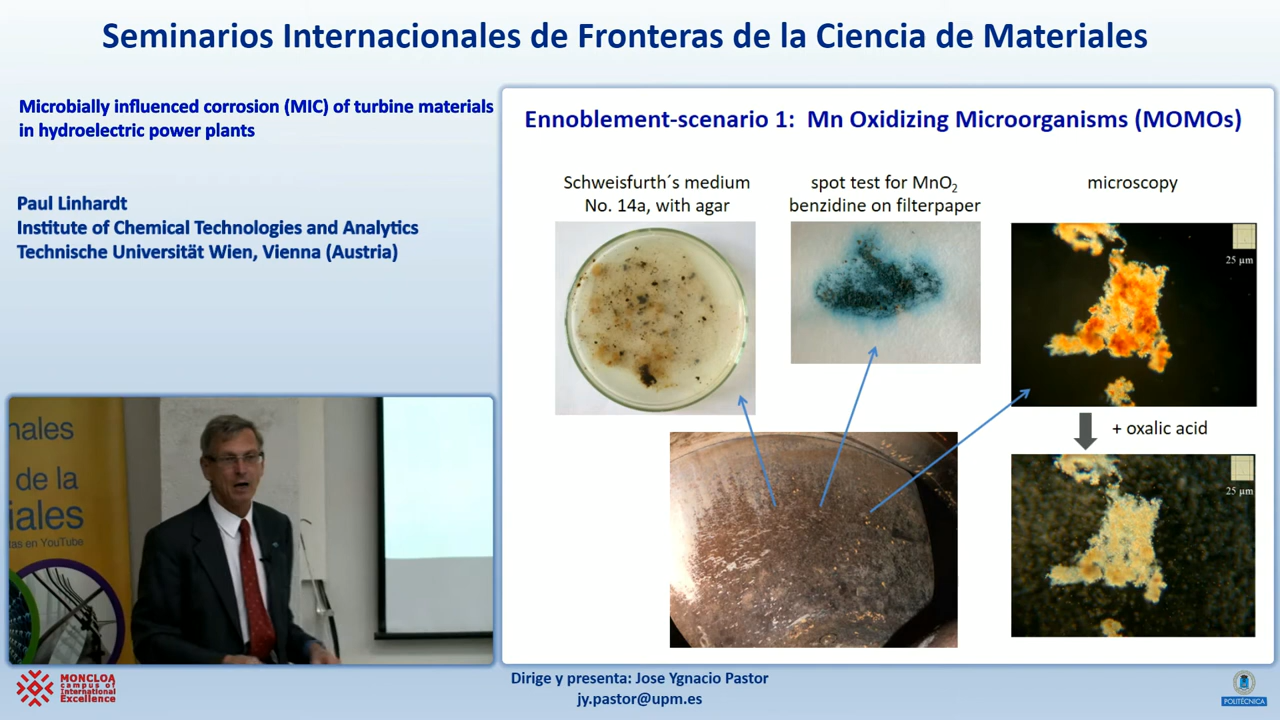 Seminarios Internacionales de Fronteras de la Ciencia de Materiales
Microbially influenced corrosion (MIC) of turbine materials
in hydroelectric power plants
Paul Linhardt
Institute of Chemical Technologies and Analytics
Technische Universität Wien, Vienna (Austria)
Ennoblement-scenario 1: Mn Oxidizing Microorganisms (MOMOs)
Schweisfurth´s medium
No. 14a, with agar
spot test for MnO₂
benzidine on filterpaper
microscopy
25 µm
+ oxalic acid
25 µm
nales
de la
iales
tas en YouTube
MONCLOA
campus of
International
Excellence
Dirige y presenta: Jose Ygnacio Pastor
jy.pastor@upm.es
POLITÉCNICA